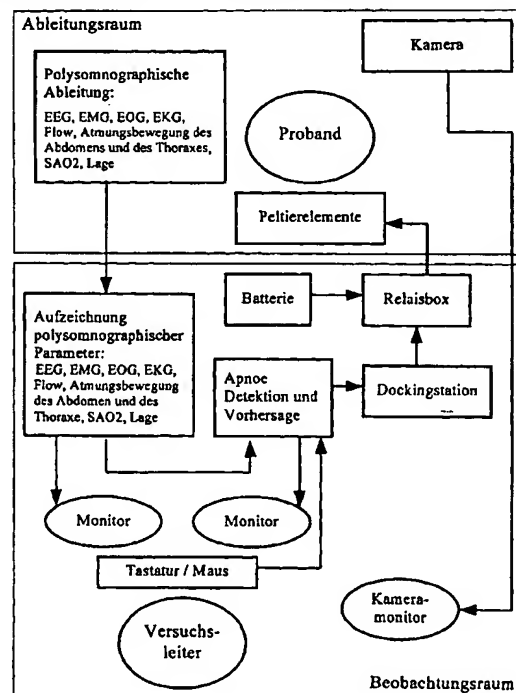 Ableitungsraum
Kamera
Polysomnographische
Ableitung:
EEG, EMG, EOG, EKG,
Flow, Atmungsbewegung des
Abdomens und des Thoraxes,
SAO2, Lage
Proband
Peltierelemente
Batterie
Relaisbox
Aufzeichnung
polysomnographischer
Parameter:
EEG, EMG, EOG, EKG
Flow, Atmungsbewegung
des Abdomen und des
Thoraxe, SAO2, Lage
Apnoe
Detektion und
Vorhersage
Dockingstation
Monitor
Monitor
Tastatur / Maus
Versuchs-
leiter
Kamera-
monitor
Beobachtungsraum